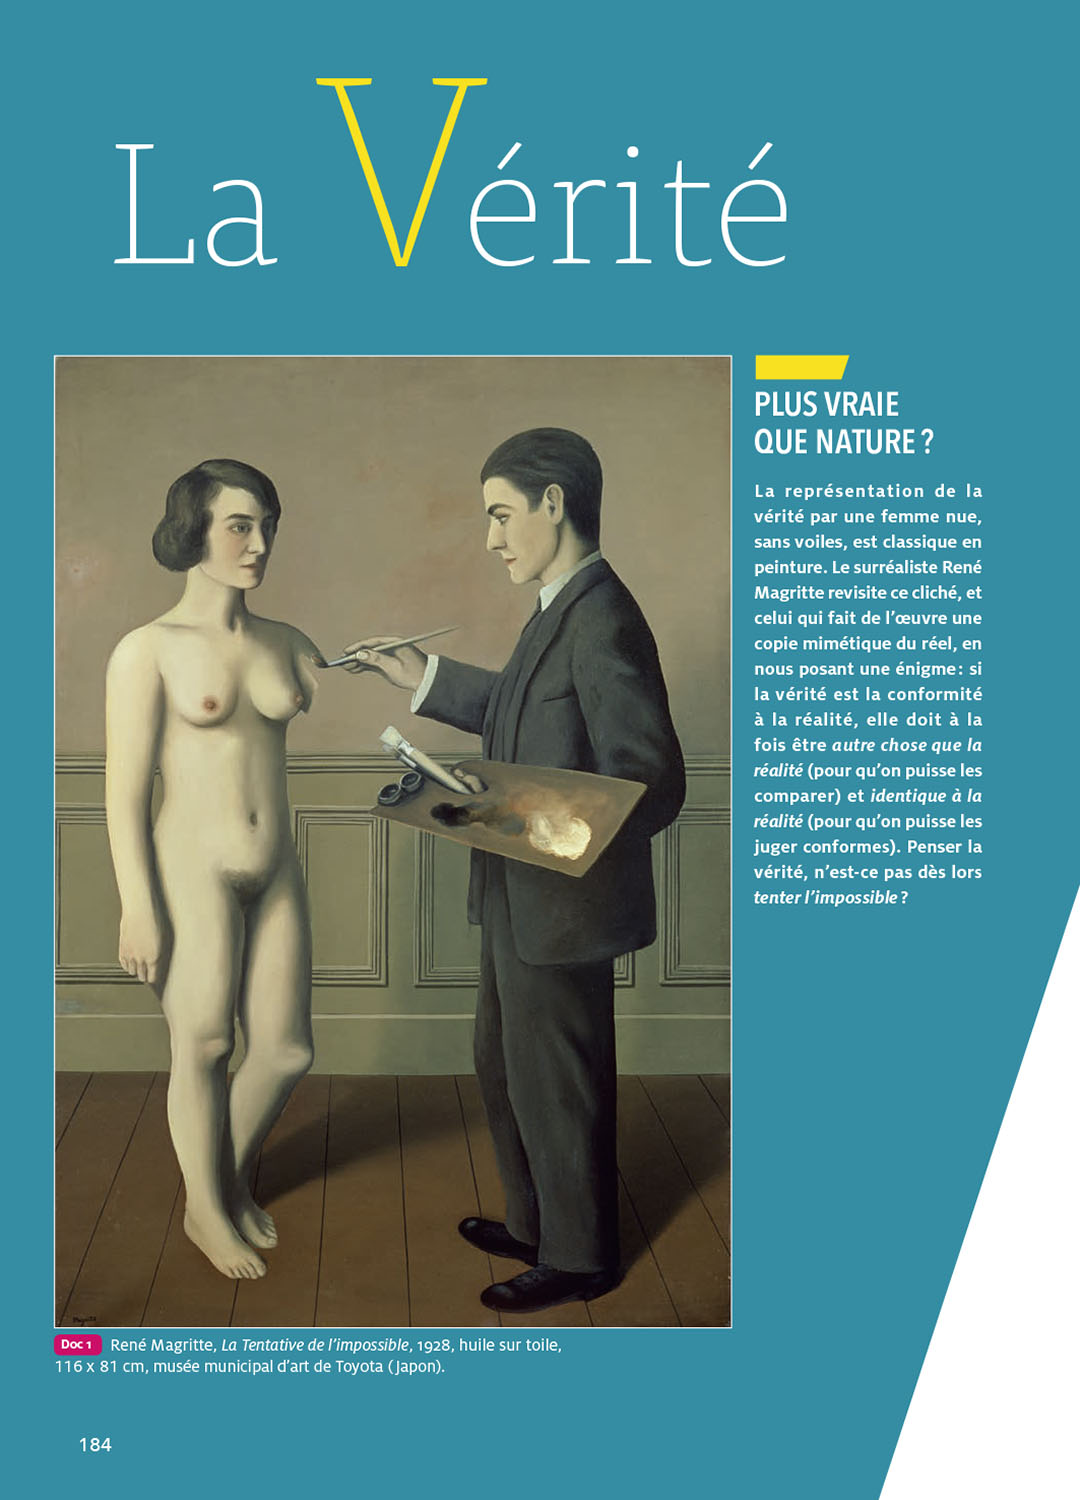 La Vérité
PLUS VRAIE
QUE NATURE ?
La représentation de la
vérité par une femme nue,
sans voiles, est classique en
peinture. Le surréaliste René
Magritte revisite ce cliché, et
celui qui fait de l’œuvre une
copie mimétique du réel, en
nous posant une énigme : si
la vérité est la conformité
à la réalité, elle doit à la
fois être autre chose que la
réalité (pour qu’on puisse les
comparer) et identique à la
réalité (pour qu’on puisse les
juger conformes). Penser la
vérité, n’est-ce pas dès lors
tenter l’impossible ?
Doc 1 René Magritte, La Tentative de l’impossible, 1928, huile sur toile,
116 x 81 cm, musée municipal d’art de Toyota (Japon).
184